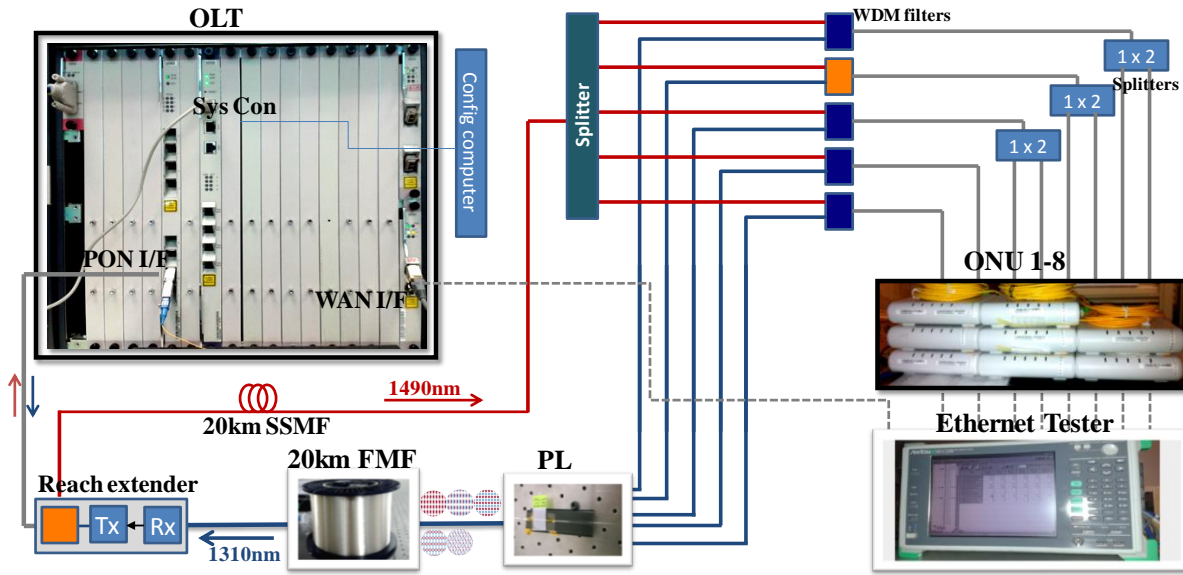 OLT
WDM filters
1 x 2
Splitters
1 x 2
1 x 2
Sys Con
Config computer
Splitter
PON I/F
WAN I/F
ONU 1-8
1490nm
20km SSMF
Ethernet Tester
20km FMF
PL
Reach extender
Tx
Rx
1310nm